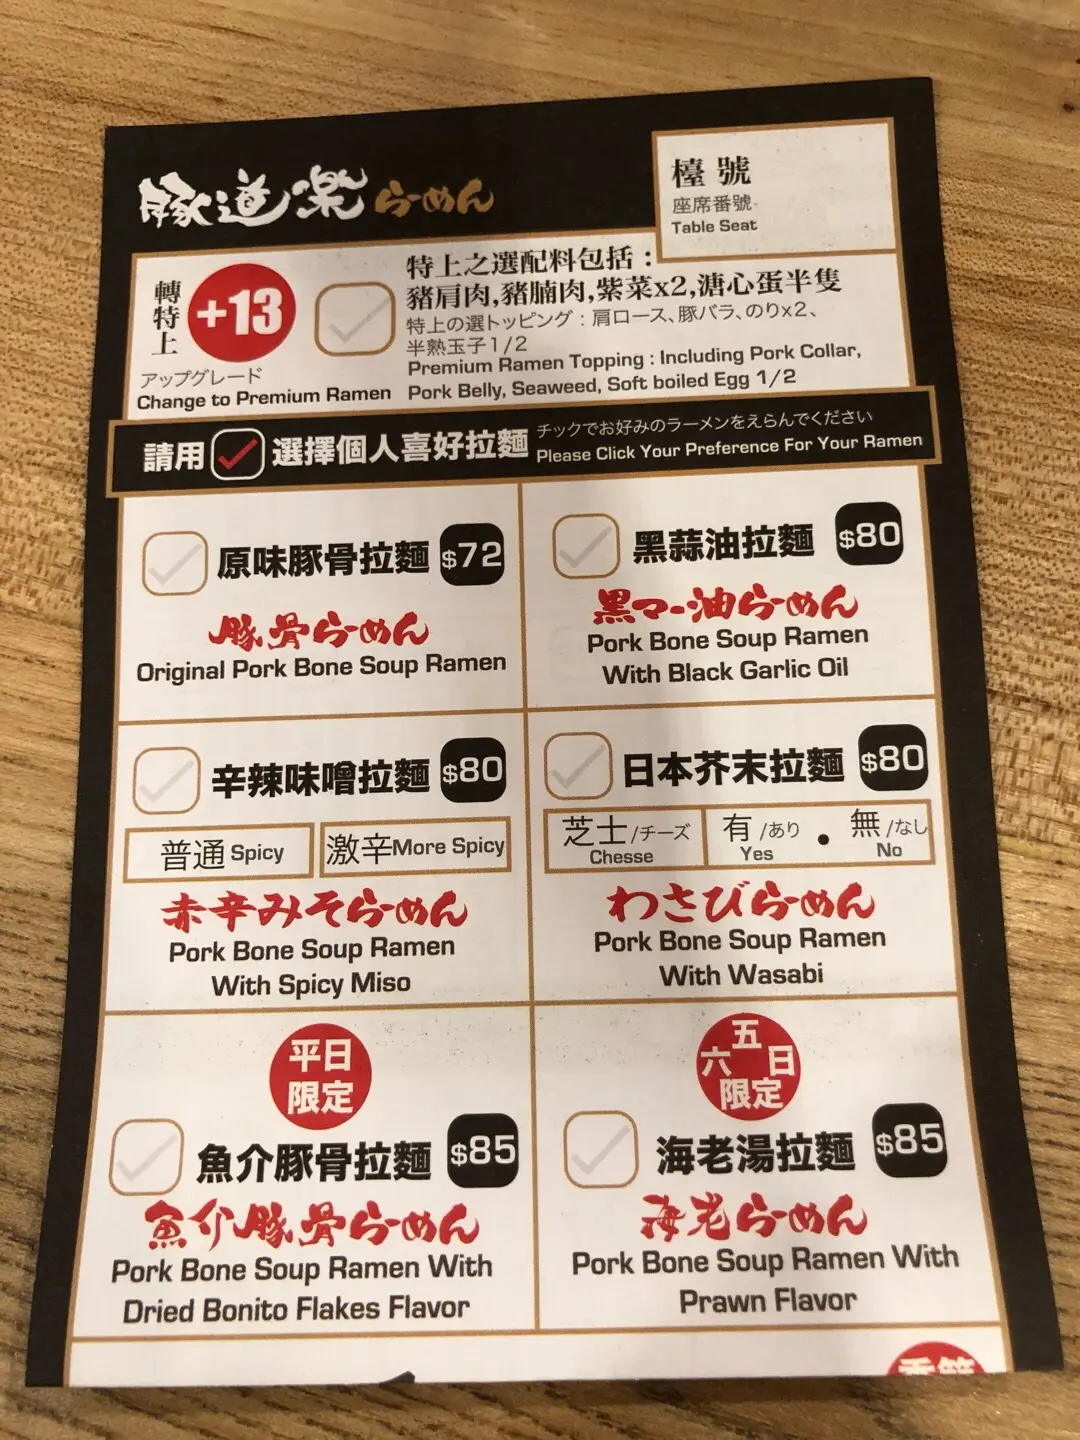 豚道楽らーめん
檯號
座席番號
Table Seat
轉特上
+13
アップグレード
Change to Premium Ramen
特上之選配料包括：
豬肩肉,豬腩肉,紫菜x2,溏心蛋半隻
特上の選トッピング：肩ロース、豚バラ、のりx2、
半熟玉子1/2
Premium Ramen Topping : Including Pork Collar,
Pork Belly, Seaweed, Soft boiled Egg 1/2
請用 選擇個人喜好拉麵
チックでお好みのラーメンをえらんでください
Please Click Your Preference For Your Ramen
原味豚骨拉麵 $72
豚骨らーめん
Original Pork Bone Soup Ramen
黑蒜油拉麵 $80
黒マー油らーめん
Pork Bone Soup Ramen
With Black Garlic Oil
辛辣味噌拉麵 $80
普通 Spicy 激辛More Spicy
赤辛みそらーめん
Pork Bone Soup Ramen
With Spicy Miso
日本芥末拉麵 $80
芝士/チーズ 有/あり・無/なし
Chesse Yes No
わさびらーめん
Pork Bone Soup Ramen
With Wasabi
平日
限定
魚介豚骨拉麵 $85
魚介豚骨らーめん
Pork Bone Soup Ramen With
Dried Bonito Flakes Flavor
五六日
限定
海老湯拉麵 $85
海老らーめん
Pork Bone Soup Ramen With
Prawn Flavor